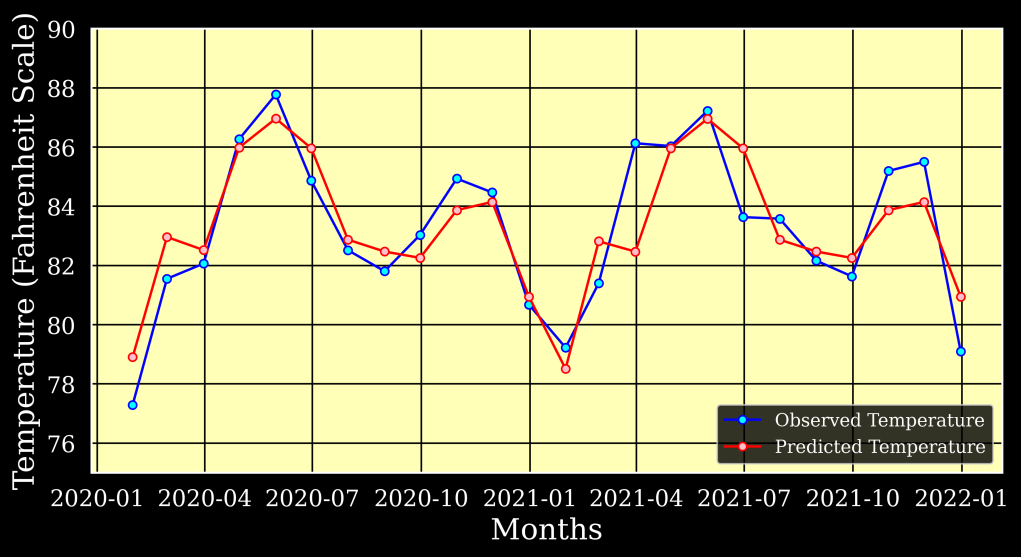 Temperature (Fahrenheit Scale)
90
88
86
84
82
80
78
76
Observed Temperature
Predicted Temperature
2020-01 2020-04 2020-07 2020-10 2021-01 2021-04 2021-07 2021-10 2022-01
Months